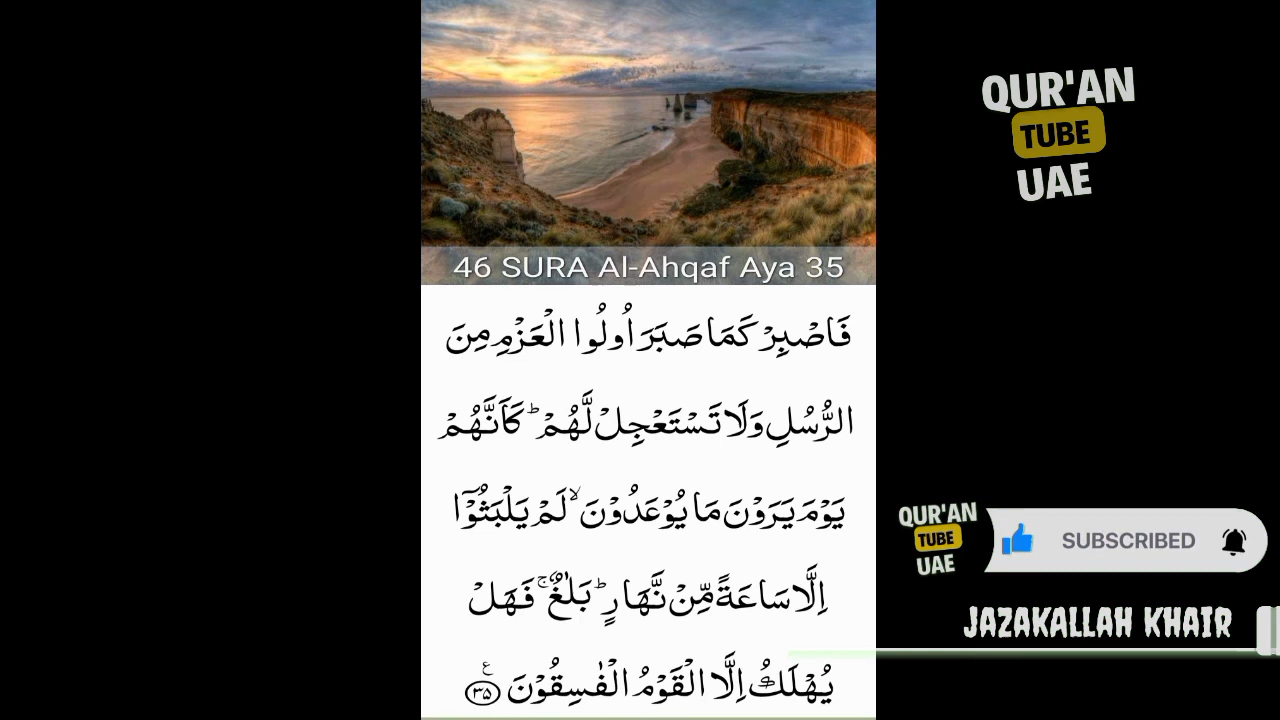 46 SURA Al-Ahqaf Aya 35
فَاصْبِرْ كَمَا صَبَرَ اُولُوا الْعَزْمِ مِنَ
الرُّسُلِ وَلَا تَسْتَعْجِلْ لَّهُمْ ؕ كَاَنَّهُمْ
يَوْمَ يَرَوْنَ مَا يُوْعَدُوْنَ ۙ لَمْ يَلْبَثُوْۤا
اِلَّا سَاعَةً مِّنْ نَّهَارٍ ؕ بَلٰغٌ ۚ فَهَلْ
يُهْلَكُ اِلَّا الْقَوْمُ الْفٰسِقُوْنَ ۳۵ ع
QUR'AN
TUBE
UAE
QUR'AN
TUBE
UAE
SUBSCRIBED
JAZAKALLAH KHAIR